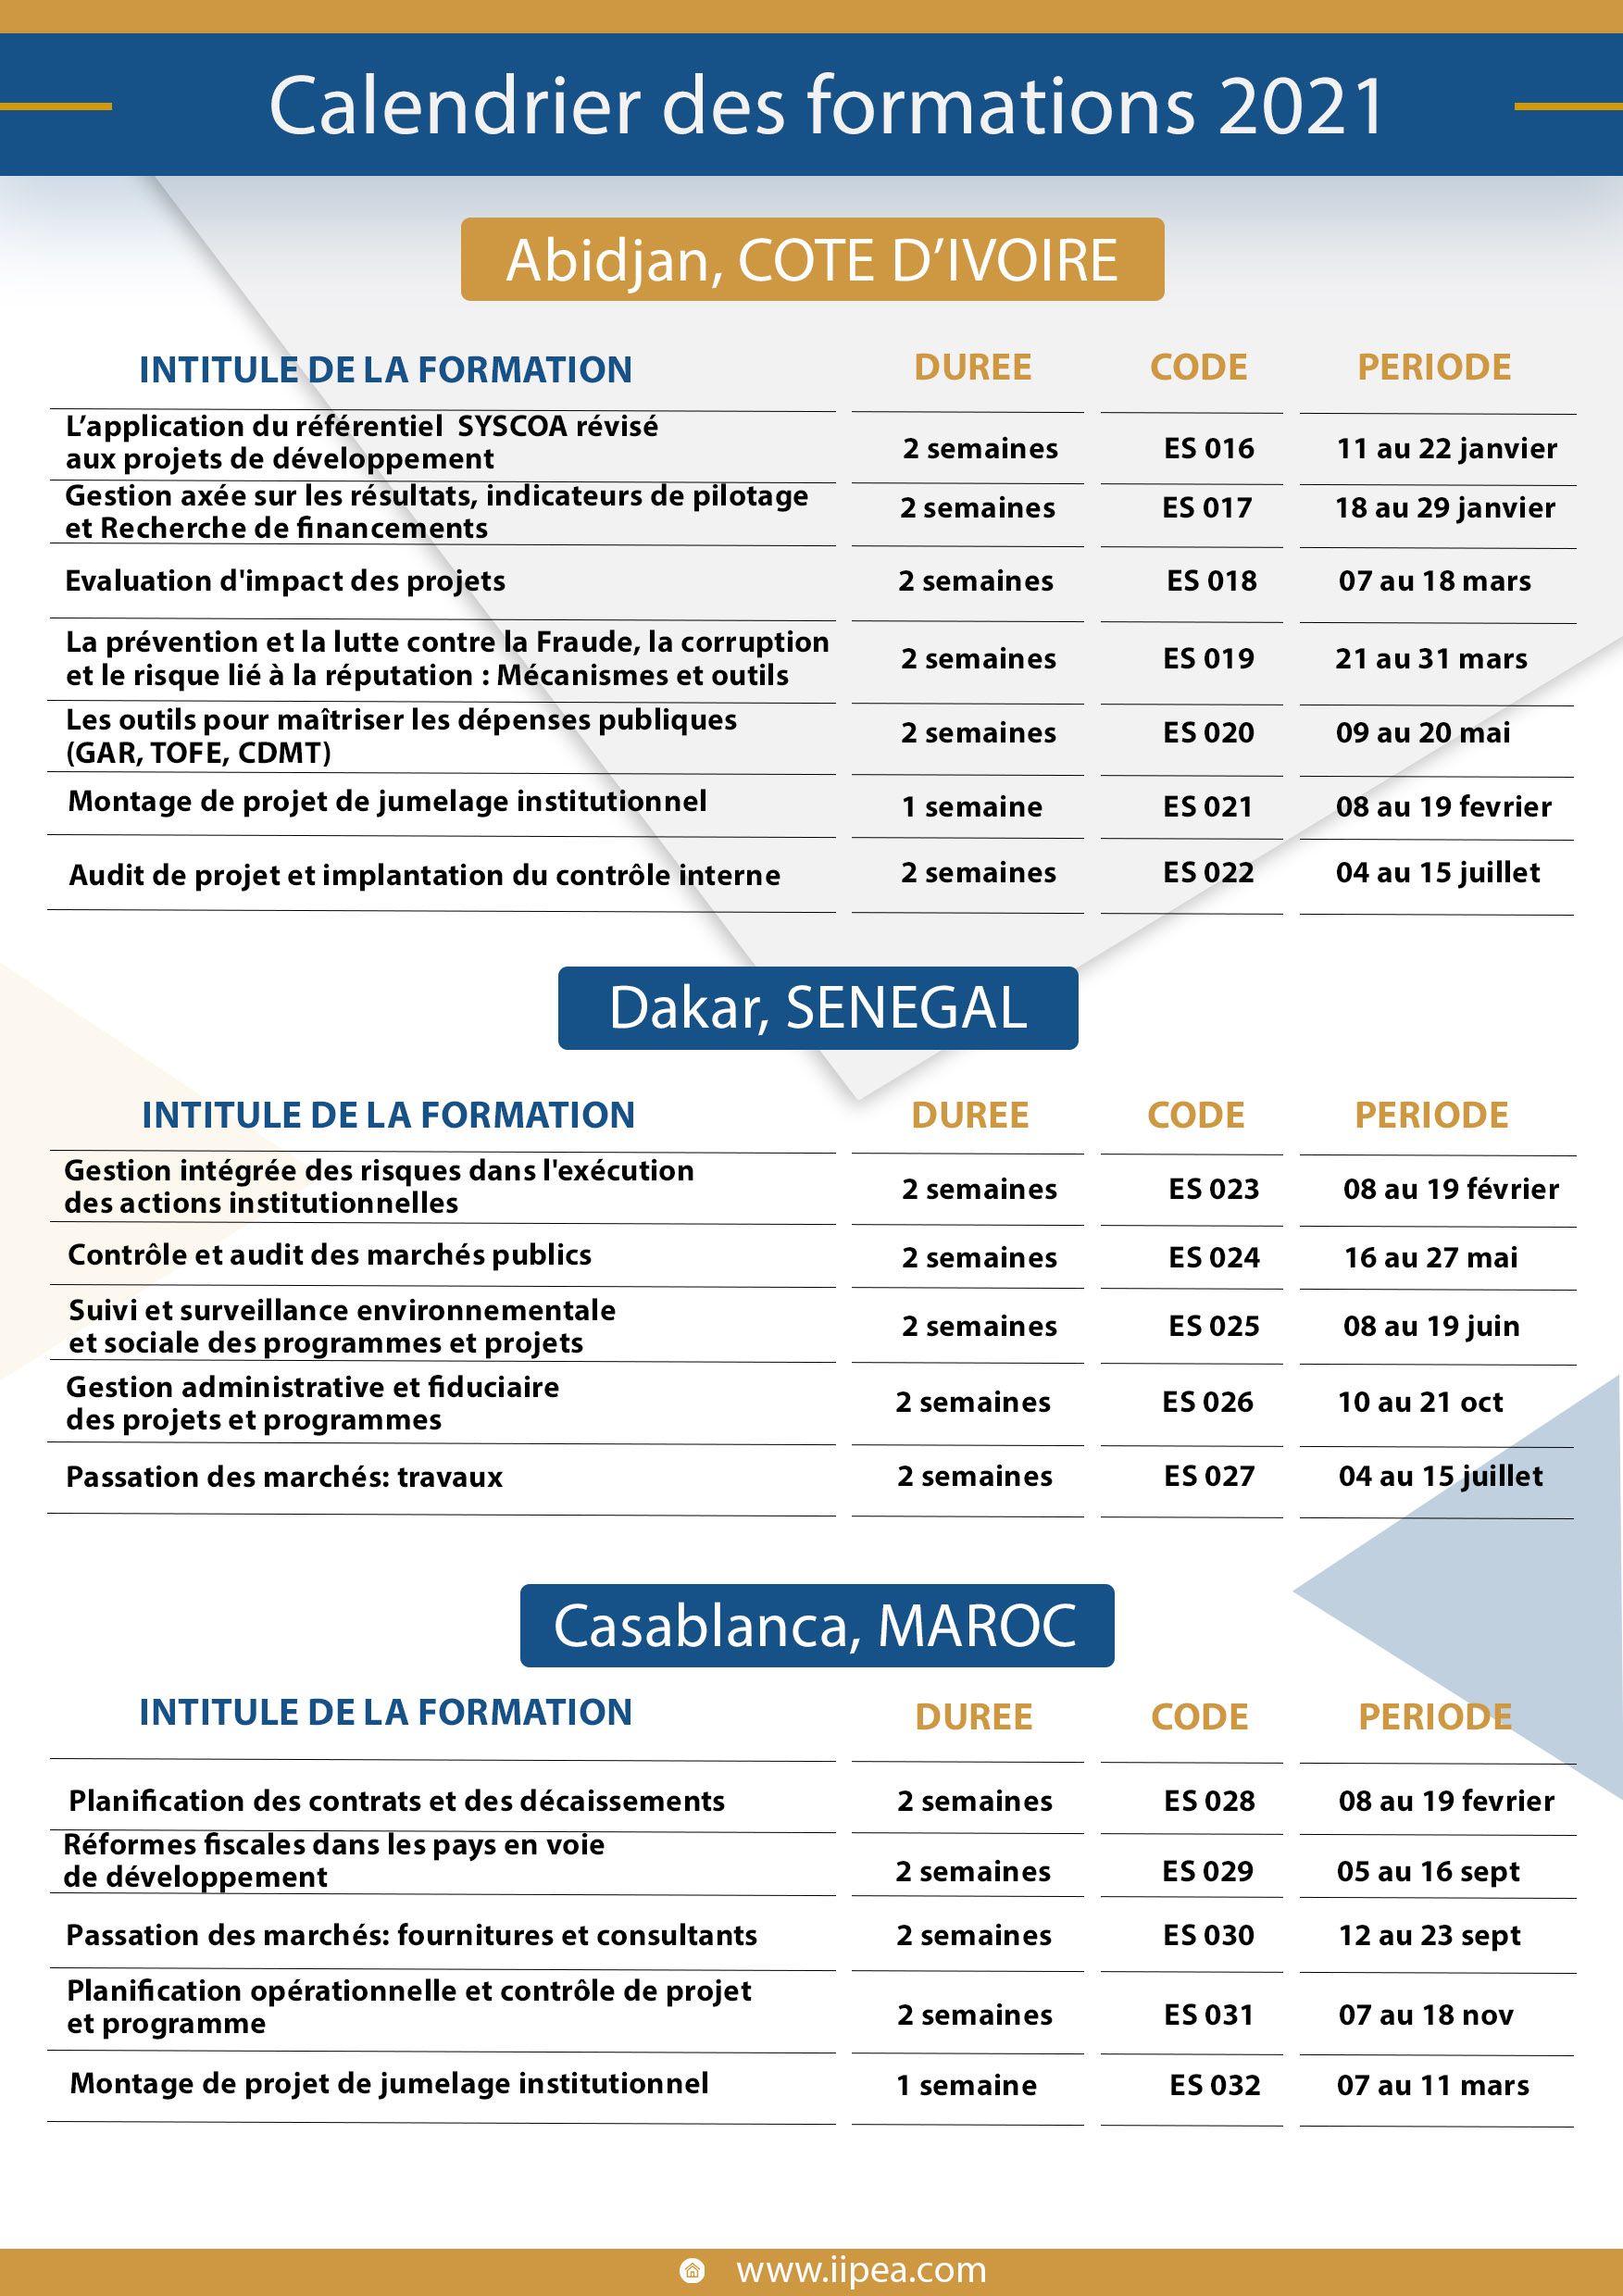 Calendrier des formations 2021
Abidjan, COTE D’IVOIRE
INTITULE DE LA FORMATION DUREE CODE PERIODE
L’application du référentiel SYSCOA révisé
aux projets de développement
2 semaines ES 016 11 au 22 janvier
Gestion axée sur les résultats, indicateurs de pilotage
et Recherche de financements
2 semaines ES 017 18 au 29 janvier
Evaluation d'impact des projets 2 semaines ES 018 07 au 18 mars
La prévention et la lutte contre la Fraude, la corruption
et le risque lié à la réputation : Mécanismes et outils
2 semaines ES 019 21 au 31 mars
Les outils pour maîtriser les dépenses publiques
(GAR, TOFE, CDMT)
2 semaines ES 020 09 au 20 mai
Montage de projet de jumelage institutionnel 1 semaine ES 021 08 au 19 fevrier
Audit de projet et implantation du contrôle interne 2 semaines ES 022 04 au 15 juillet
Dakar, SENEGAL
INTITULE DE LA FORMATION DUREE CODE PERIODE
Gestion intégrée des risques dans l'exécution
des actions institutionnelles
2 semaines ES 023 08 au 19 février
Contrôle et audit des marchés publics 2 semaines ES 024 16 au 27 mai
Suivi et surveillance environnementale
et sociale des programmes et projets
2 semaines ES 025 08 au 19 juin
Gestion administrative et fiduciaire
des projets et programmes
2 semaines ES 026 10 au 21 oct
Passation des marchés: travaux 2 semaines ES 027 04 au 15 juillet
Casablanca, MAROC
INTITULE DE LA FORMATION DUREE CODE PERIODE
Planification des contrats et des décaissements 2 semaines ES 028 08 au 19 fevrier
Réformes fiscales dans les pays en voie
de développement
2 semaines ES 029 05 au 16 sept
Passation des marchés: fournitures et consultants 2 semaines ES 030 12 au 23 sept
Planification opérationnelle et contrôle de projet
et programme
2 semaines ES 031 07 au 18 nov
Montage de projet de jumelage institutionnel 1 semaine ES 032 07 au 11 mars
www.iipea.com